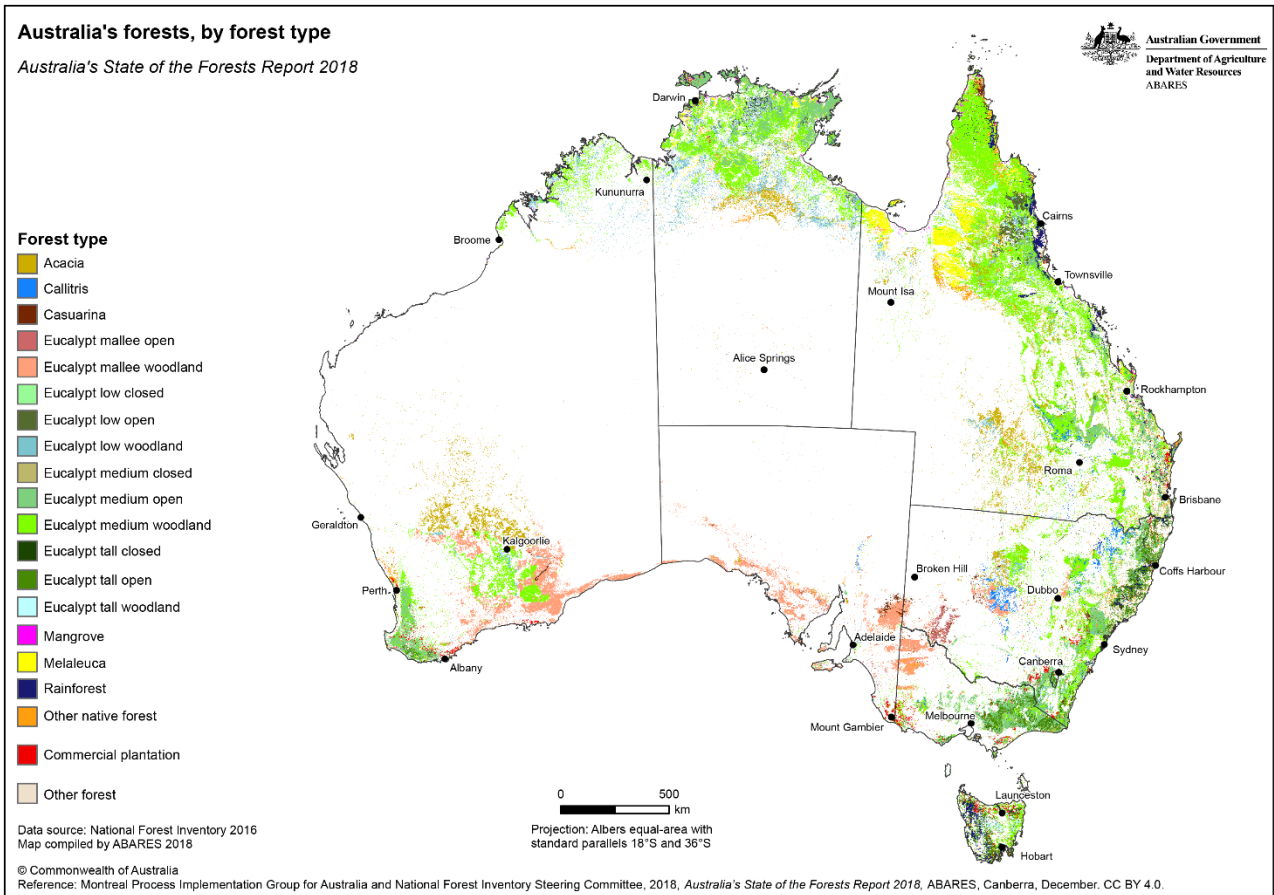 Australia's forests, by forest type
Australia's State of the Forests Report 2018
Australian Government
Department of Agriculture
and Water Resources
ABARES
Darwin
Kununurra
Broome
Cairns
Townsville
Mount Isa
Alice Springs
Rockhampton
Roma
Brisbane
Geraldton
Kalgoorlie
Perth
Albany
Broken Hill
Coffs Harbour
Dubbo
Adelaide
Sydney
Canberra
Mount Gambier
Melbourne
Launceston
Hobart
Forest type
Acacia
Callitris
Casuarina
Eucalypt mallee open
Eucalypt mallee woodland
Eucalypt low closed
Eucalypt low open
Eucalypt low woodland
Eucalypt medium closed
Eucalypt medium open
Eucalypt medium woodland
Eucalypt tall closed
Eucalypt tall open
Eucalypt tall woodland
Mangrove
Melaleuca
Rainforest
Other native forest
Commercial plantation
Other forest
0 500
km
Projection: Albers equal-area with
standard parallels 18°S and 36°S
Data source: National Forest Inventory 2016
Map compiled by ABARES 2018
© Commonwealth of Australia
Reference: Montreal Process Implementation Group for Australia and National Forest Inventory Steering Committee, 2018, Australia's State of the Forests Report 2018, ABARES, Canberra, December. CC BY 4.0.